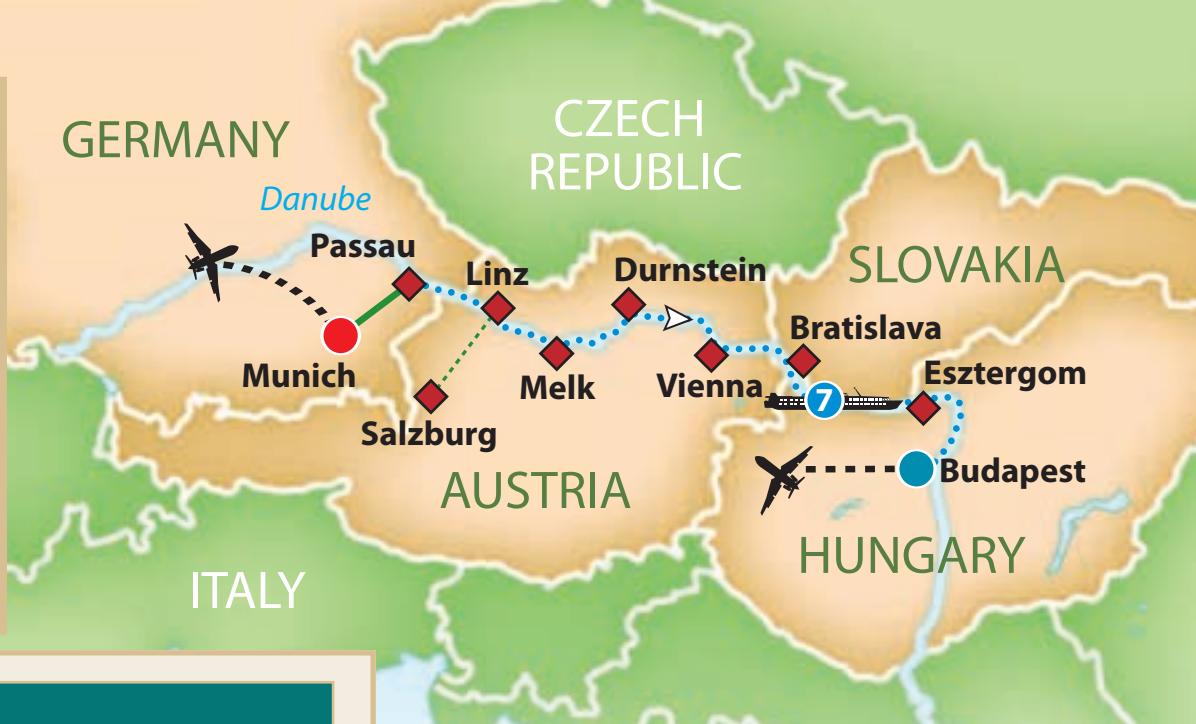 CZECH
REPUBLIC
GERMANY
Danube
Passau
Linz
Durnstein
SLOVAKIA
Bratislava
Munich
Melk
Vienna
Esztergom
7
Salzburg
AUSTRIA
Budapest
HUNGARY
ITALY